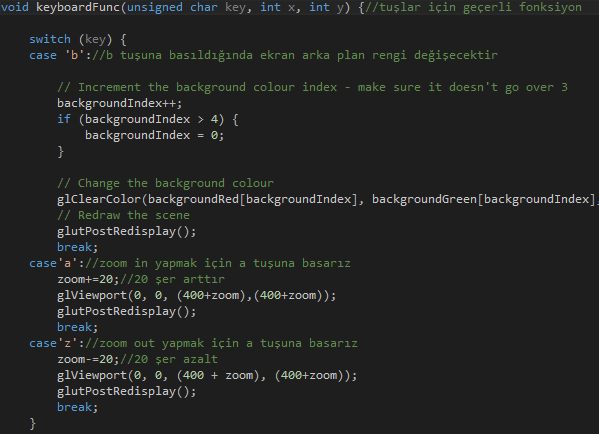 void keyboardFunc(unsigned char key, int x, int y) {//tuşlar için geçerli fonksiyon
switch (key) {
case 'b'://b tuşuna basıldığında ekran arka plan rengi değişecektir
// Increment the background colour index - make sure it doesn't go over 3
backgroundIndex++;
if (backgroundIndex > 4) {
backgroundIndex = 0;
}
// Change the background colour
glClearColor(backgroundRed[backgroundIndex], backgroundGreen[backgroundIndex],
// Redraw the scene
glutPostRedisplay();
break;
case'a'://zoom in yapmak için a tuşuna basarız
zoom+=20;//20 şer arttır
glViewport(0, 0, (400+zoom),(400+zoom));
glutPostRedisplay();
break;
case'z'://zoom out yapmak için a tuşuna basarız
zoom-=20;//20 şer azalt
glViewport(0, 0, (400 + zoom), (400+zoom));
glutPostRedisplay();
break;
}